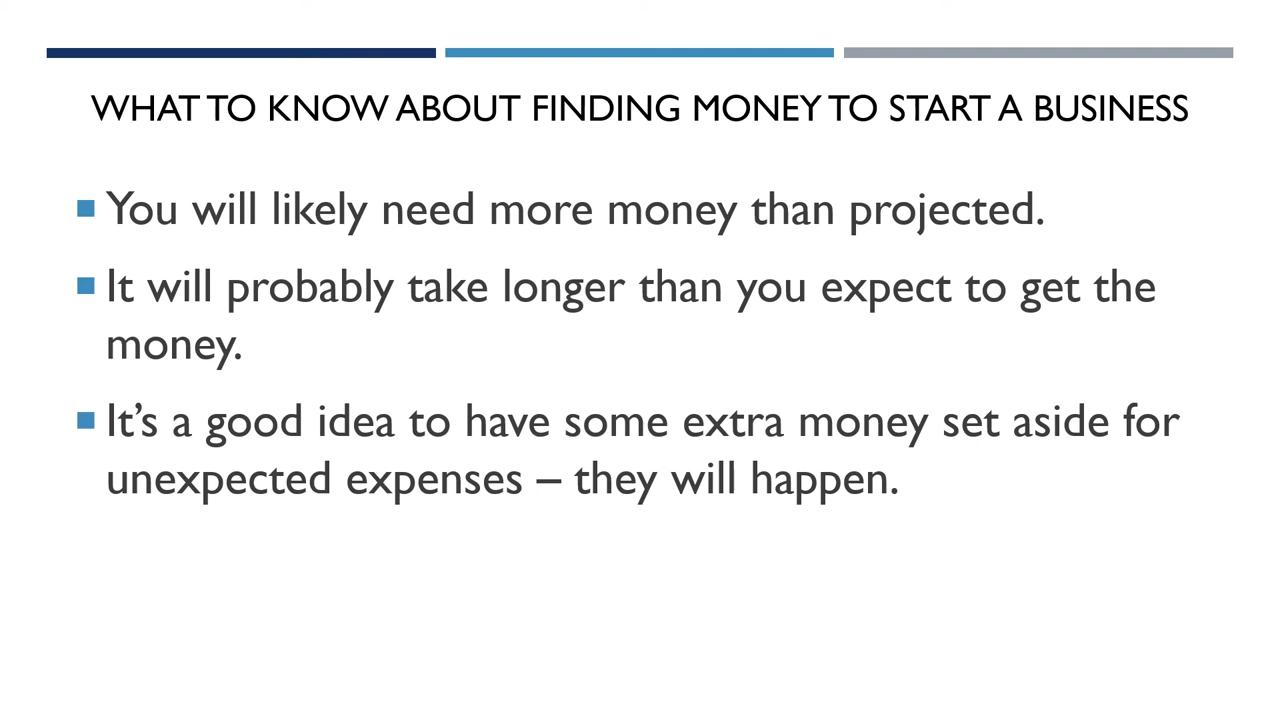 WHAT TO KNOW ABOUT FINDING MONEY TO START A BUSINESS
You will likely need more money than projected.
It will probably take longer than you expect to get the
money.
It’s a good idea to have some extra money set aside for
unexpected expenses – they will happen.